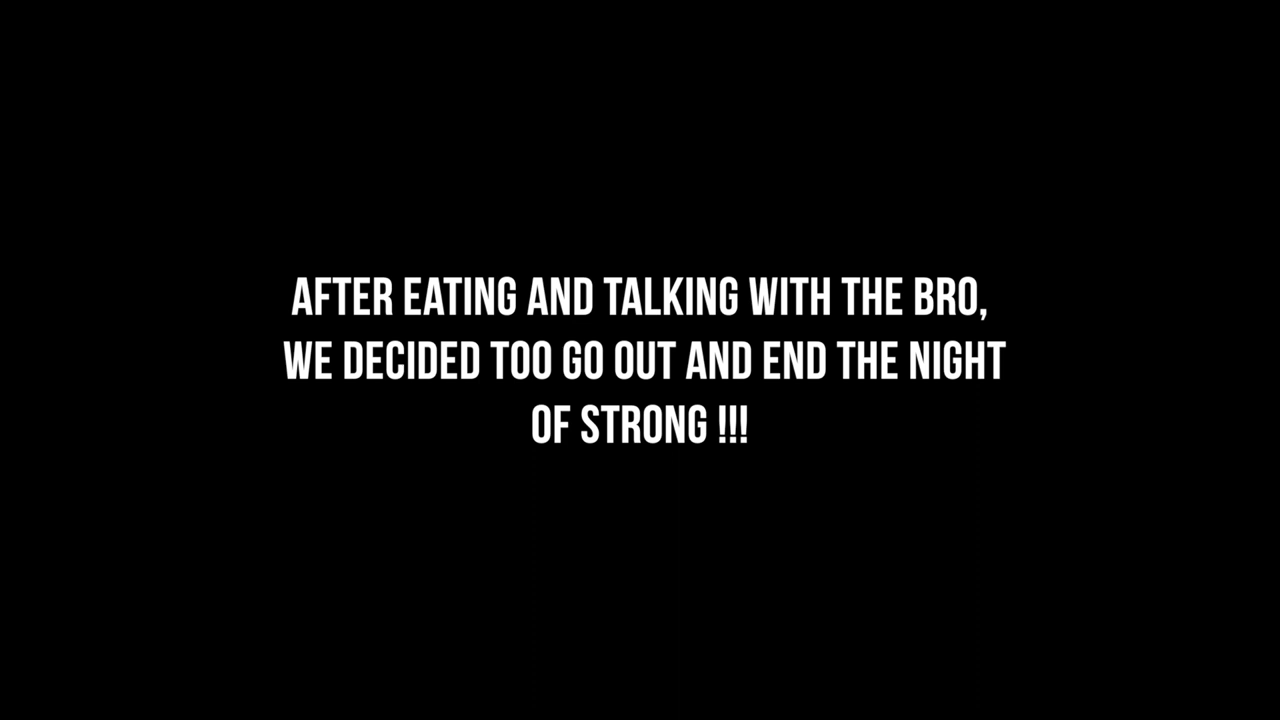 AFTER EATING AND TALKING WITH THE BRO,
WE DECIDED TOO GO OUT AND END THE NIGHT
OF STRONG !!!